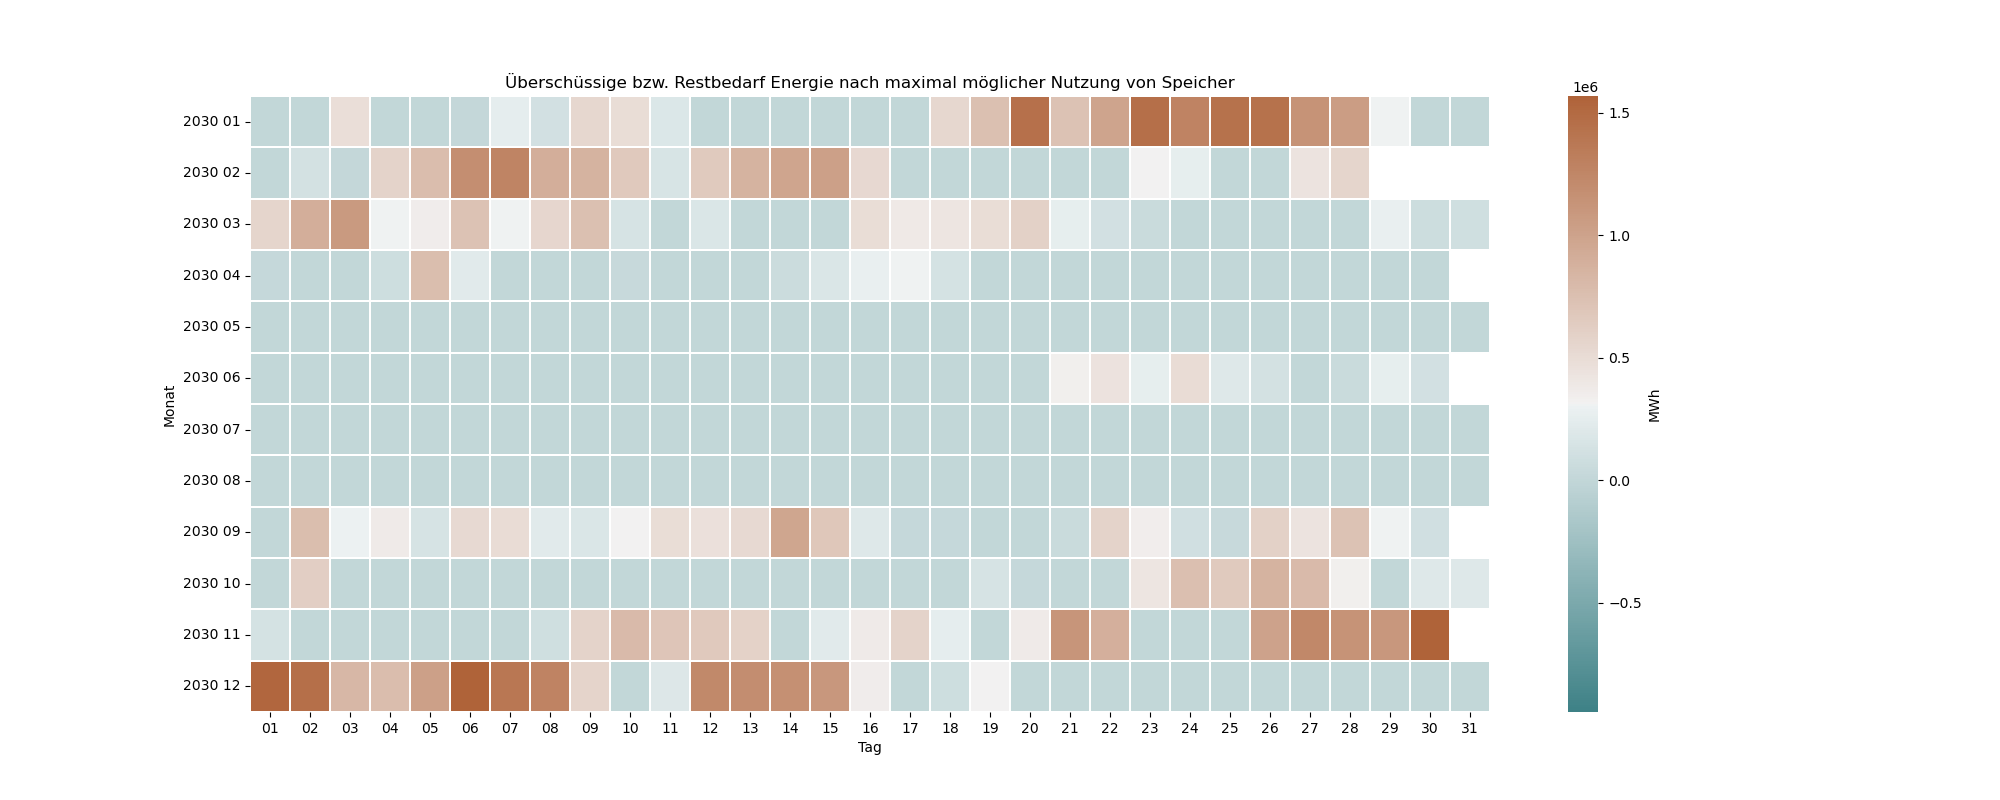 Überschüssige bzw. Restbedarf Energie nach maximal möglicher Nutzung von Speicher
1e6
2030 01
2030 02
2030 03
2030 04
2030 05
2030 06
2030 07
2030 08
2030 09
2030 10
2030 11
2030 12
Monat
01 02 03 04 05 06 07 08 09 10 11 12 13 14 15 16 17 18 19 20 21 22 23 24 25 26 27 28 29 30 31
Tag
1.5
1.0
0.5
0.0
−0.5
MWh